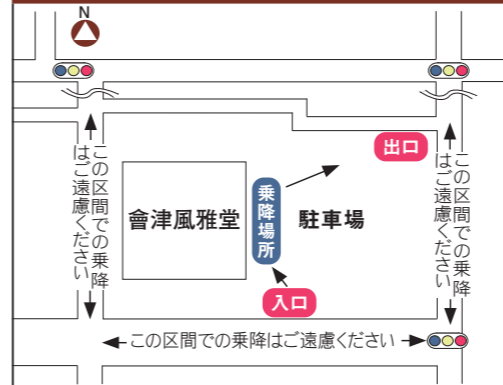 N
出口
この区間での乗降
はご遠慮ください
會津風雅堂
乗降場所
駐車場
この区間での乗降
はご遠慮ください
入口
この区間での乗降はご遠慮ください